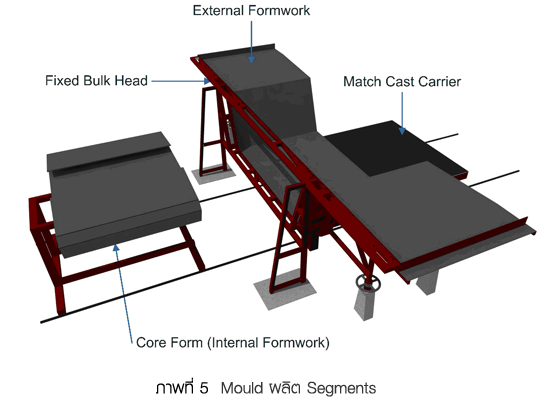 External Formwork
Fixed Bulk Head
Match Cast Carrier
Core Form (Internal Formwork)
ภาพที่ 5 Mould ผลิต Segments